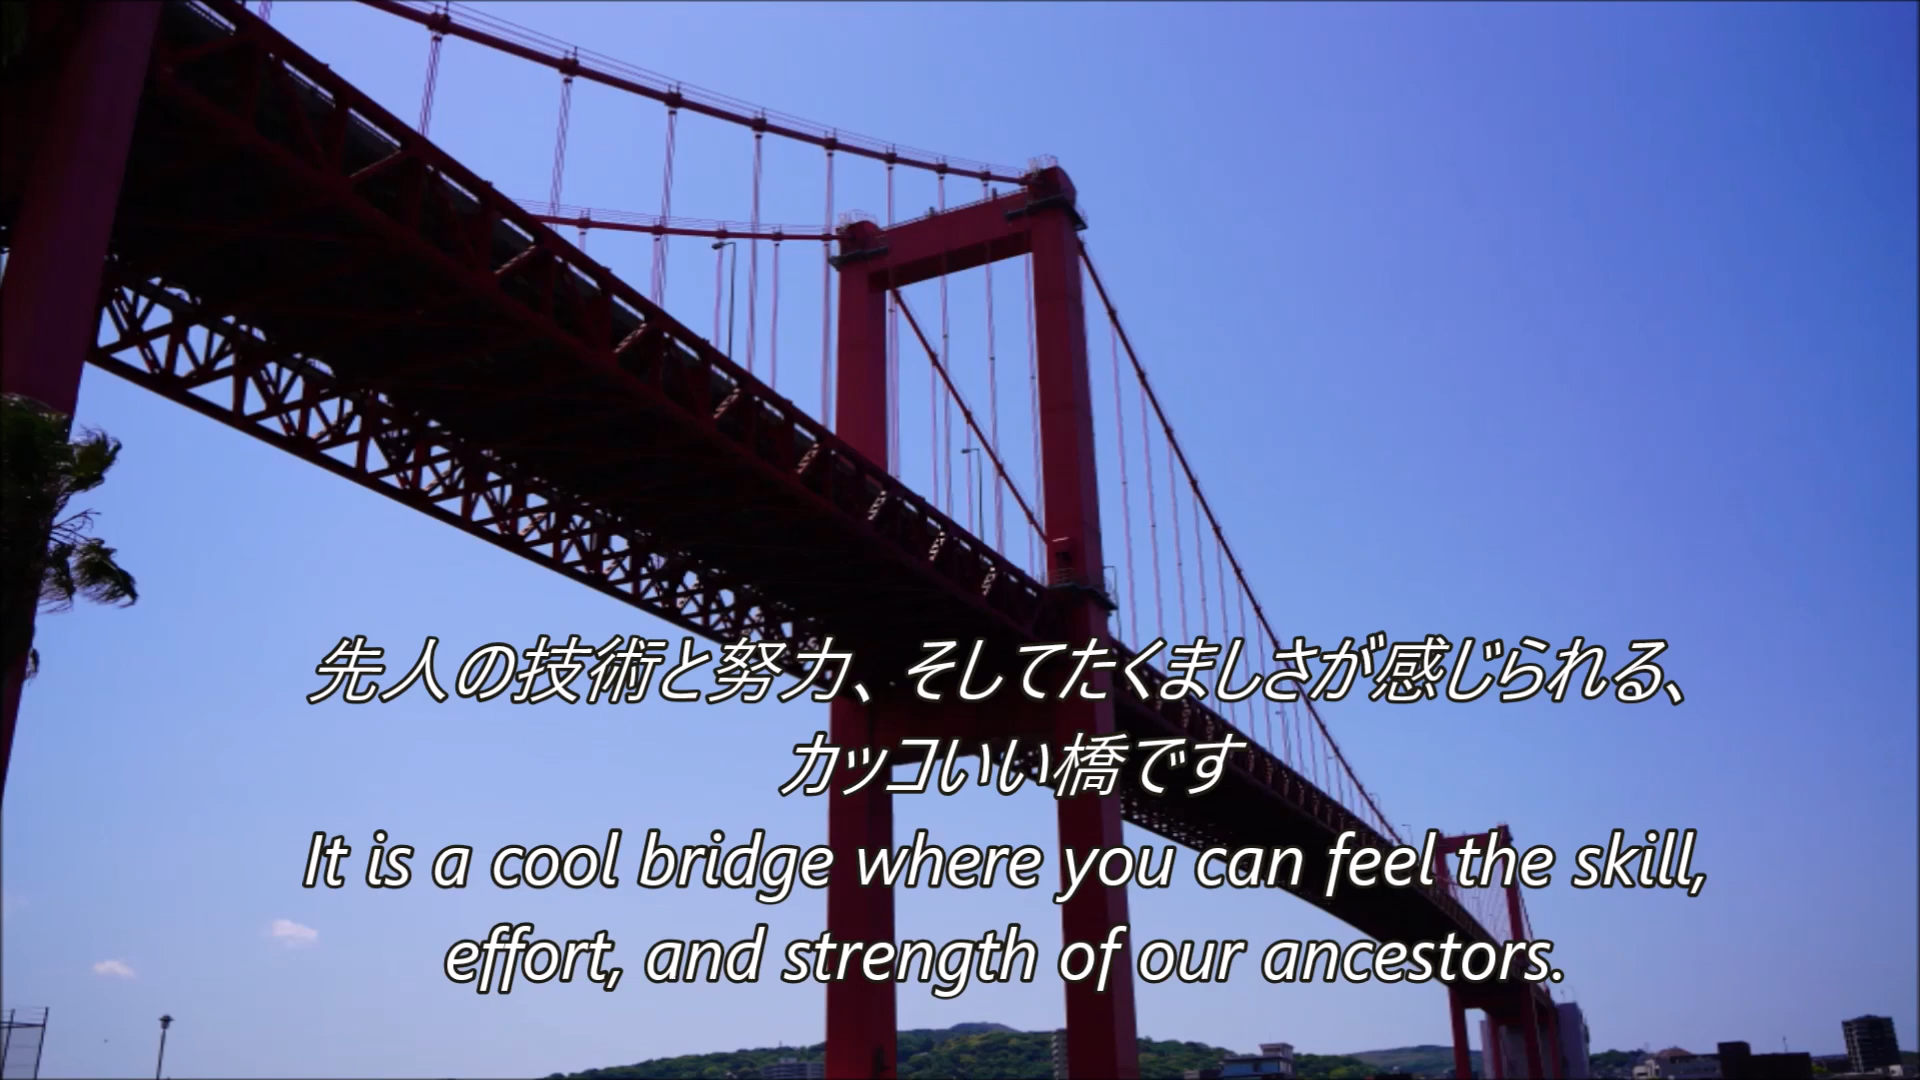 先人の技術と努力、そしてたくましさが感じられる、
カッコいい橋です
It is a cool bridge where you can feel the skill,
effort, and strength of our ancestors.